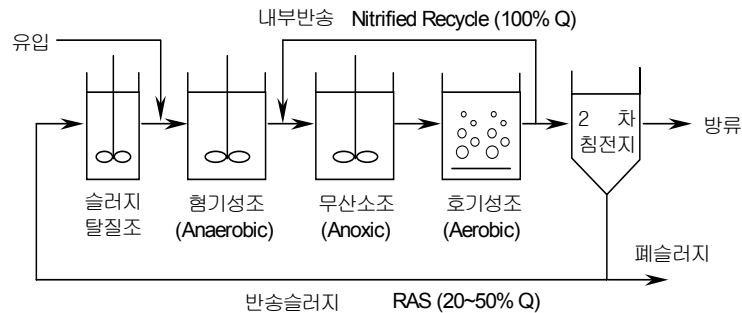 내부반송 Nitrified Recycle (100% Q)
유입
2 차
침전지
방류
슬러지
탈질조
혐기성조
(Anaerobic)
무산소조
(Anoxic)
호기성조
(Aerobic)
폐슬러지
반송슬러지 RAS (20~50% Q)